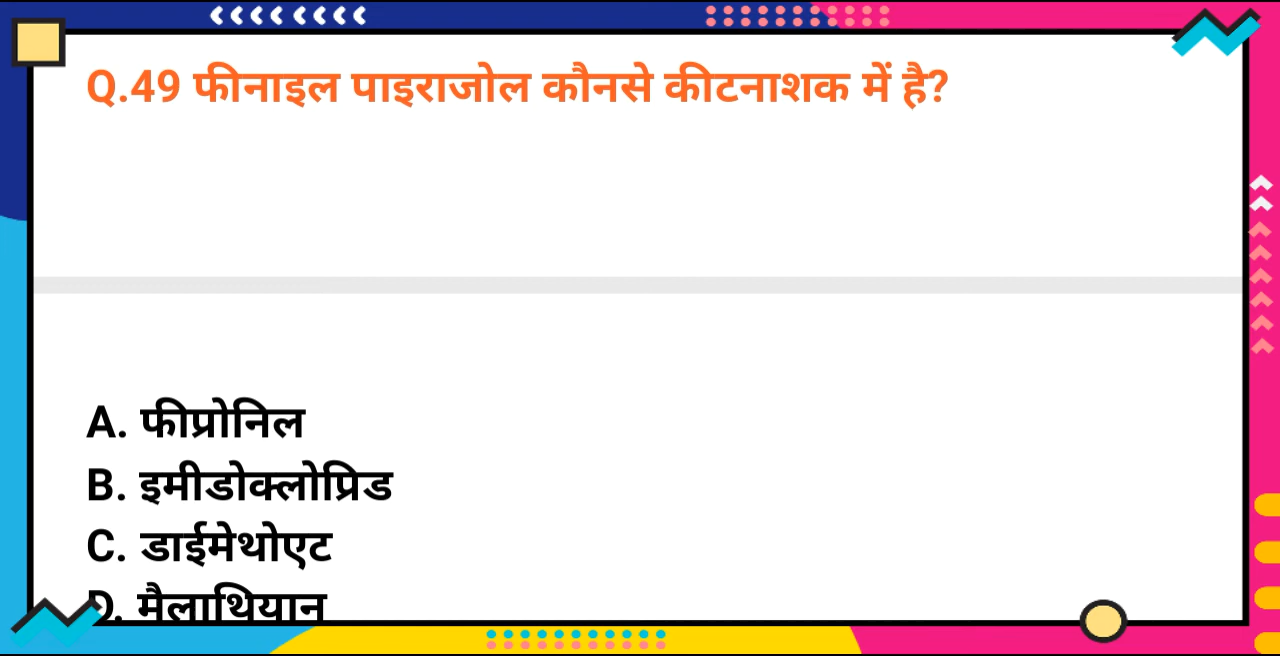 Q.49 फीनाइल पाइराजोल कौनसे कीटनाशक में है?
A. फीप्रोनिल
B. इमीडोक्लोप्रिड
C. डाईमेथोएट
D. मैलाथियान